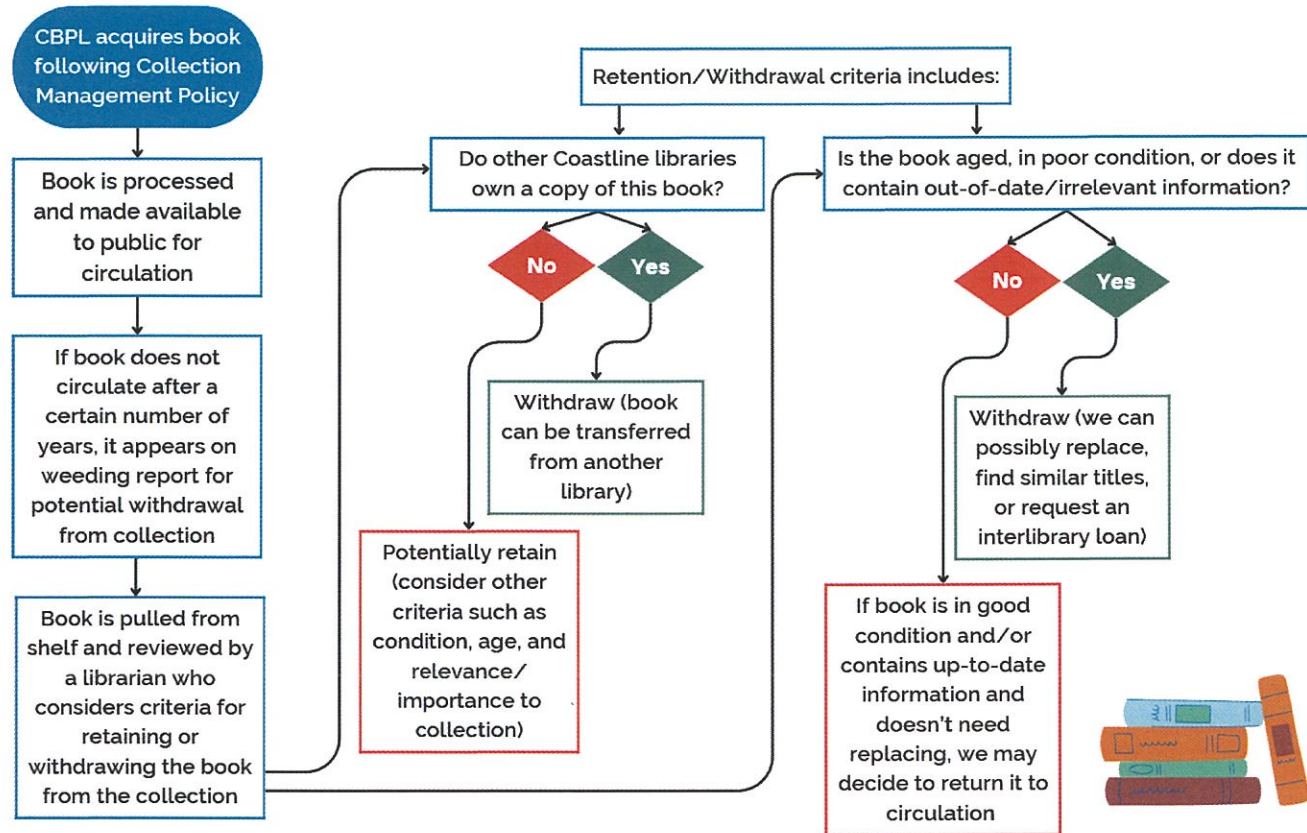 CBPL acquires book
following Collection
Management Policy
Book is processed
and made available
to public for
circulation
If book does not
circulate after a
certain number of
years, it appears on
weeding report for
potential withdrawal
from collection
Book is pulled from
shelf and reviewed by
a librarian who
considers criteria for
retaining or
withdrawing the book
from the collection
Retention/Withdrawal criteria includes:
Do other Coastline libraries
own a copy of this book?
No
Yes
Withdraw (book
can be transferred
from another
library)
Potentially retain
(consider other
criteria such as
condition, age, and
relevance/
importance to
collection)
Is the book aged, in poor condition, or does it
contain out-of-date/irrelevant information?
No
Yes
Withdraw (we can
possibly replace,
find similar titles,
or request an
interlibrary loan)
If book is in good
condition and/or
contains up-to-date
information and
doesn't need
replacing, we may
decide to return it to
circulation